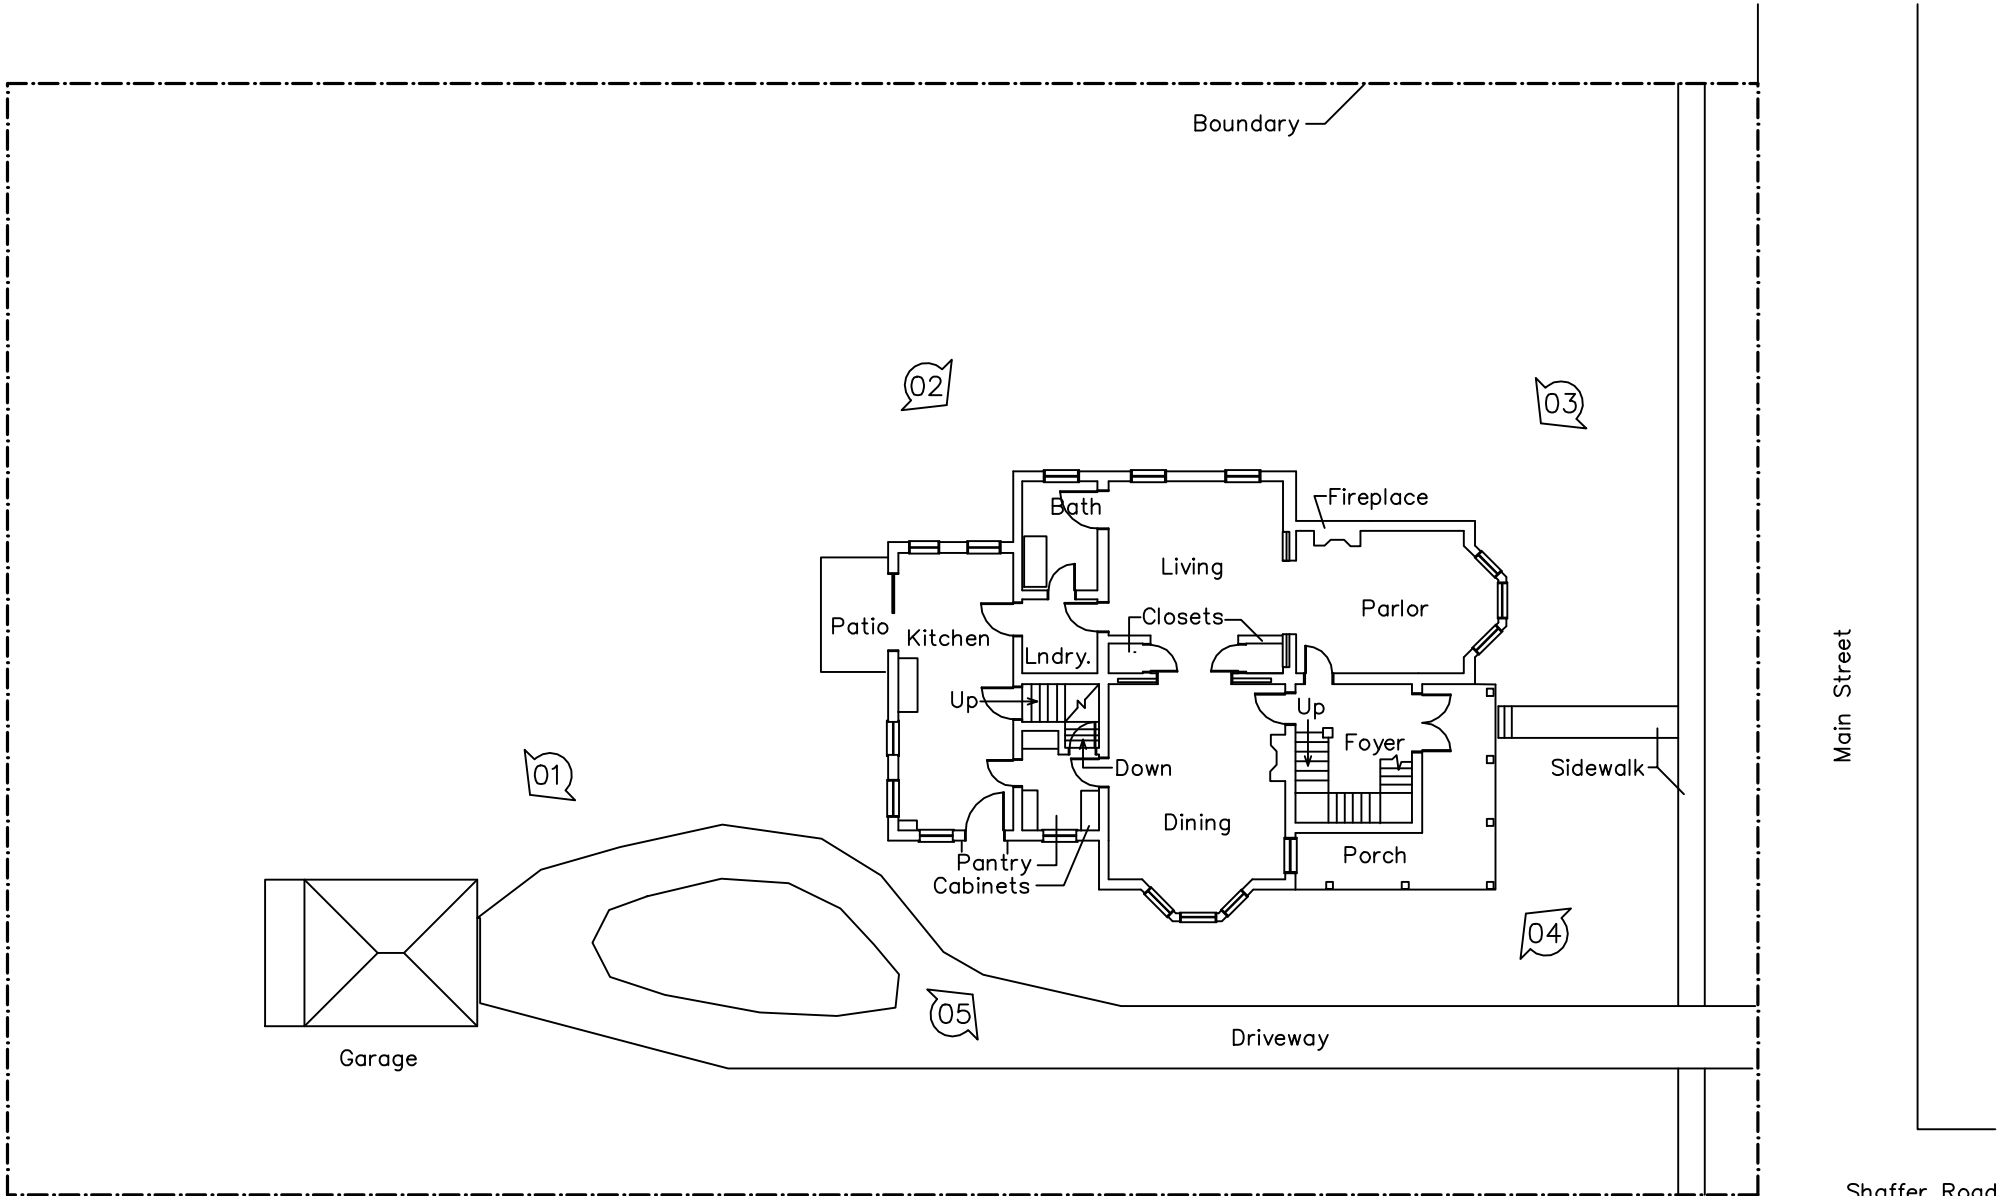 Boundary
02
03
Fireplace
Bath
Living
Parlor
Closets
Patio
Kitchen
Lndry.
Main Street
Up
Up
Foyer
Down
Sidewalk
01
Dining
Porch
Pantry
Cabinets
04
05
Driveway
Garage
Shaffer Road